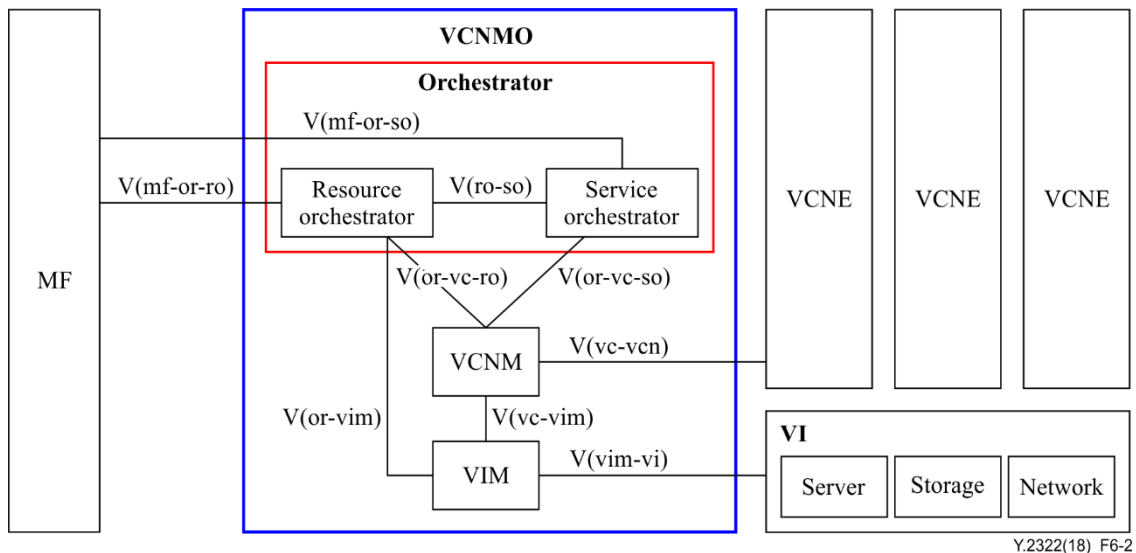 VCNMO
Orchestrator
V(mf-or-so)
V(mf-or-ro)
Resource
orchestrator
V(ro-so)
Service
orchestrator
VCNE
VCNE
VCNE
MF
V(or-vc-ro)
V(or-vc-so)
VCNM
V(vc-vcn)
V(or-vim)
V(vc-vim)
VIM
V(vim-vi)
VI
Server
Storage
Network
Y.2322(18) F6-2